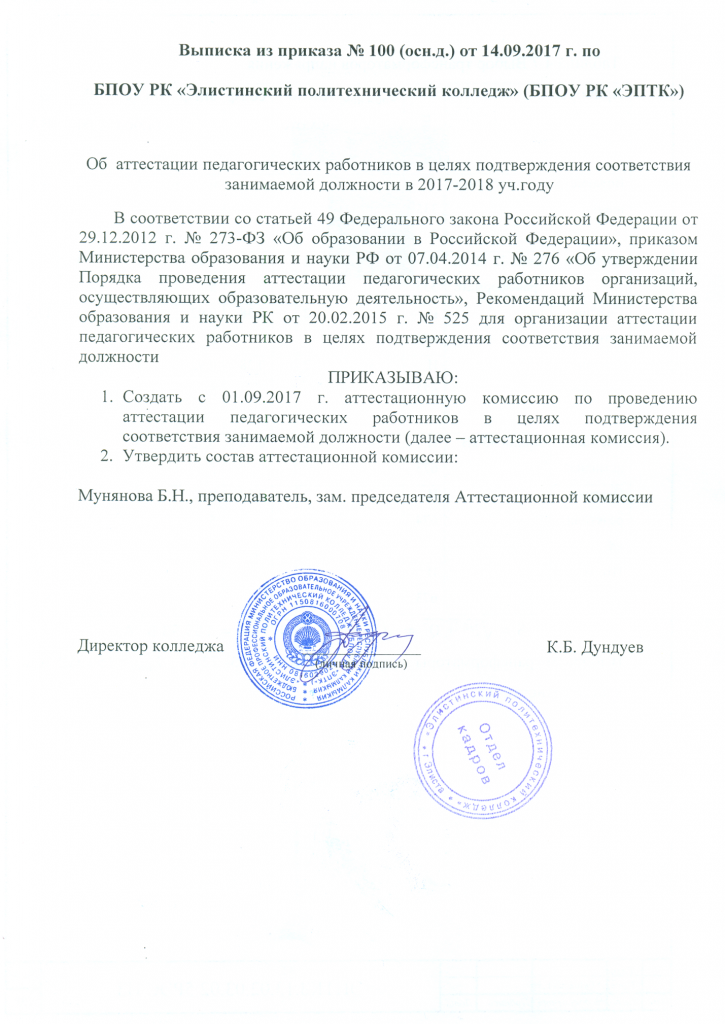 Выписка из приказа № 100 (осн.д.) от 14.09.2017 г. по
БПОУ РК «Элистинский политехнический колледж» (БПОУ РК «ЭПТК»)
Об аттестации педагогических работников в целях подтверждения соответствия
занимаемой должности в 2017-2018 уч.году
В соответствии со статьей 49 Федерального закона Российской Федерации от
29.12.2012 г. № 273-ФЗ «Об образовании в Российской Федерации», приказом
Министерства образования и науки РФ от 07.04.2014 г. № 276 «Об утверждении
Порядка проведения аттестации педагогических работников организаций,
осуществляющих образовательную деятельность», Рекомендаций Министерства
образования и науки РК от 20.02.2015 г. № 525 для организации аттестации
педагогических работников в целях подтверждения соответствия занимаемой
должности
ПРИКАЗЫВАЮ:
1. Создать с 01.09.2017 г. аттестационную комиссию по проведению
аттестации педагогических работников в целях подтверждения
соответствия занимаемой должности (далее – аттестационная комиссия).
2. Утвердить состав аттестационной комиссии:
Мунянова Б.Н., преподаватель, зам. председателя Аттестационной комиссии
Директор колледжа К.Б. Дундуев
(личная подпись)
РОССИЙСКАЯ ФЕДЕРАЦИЯ МИНИСТЕРСТВО ОБРАЗОВАНИЯ И НАУКИ РЕСПУБЛИКИ КАЛМЫКИЯ
БЮДЖЕТНОЕ ПРОФЕССИОНАЛЬНОЕ ОБРАЗОВАТЕЛЬНОЕ УЧРЕЖДЕНИЕ РЕСПУБЛИКИ КАЛМЫКИЯ
«ЭЛИСТИНСКИЙ ПОЛИТЕХНИЧЕСКИЙ КОЛЛЕДЖ»
«Элистинский политехнический колледж» г. Элиста
Отдел
кадров